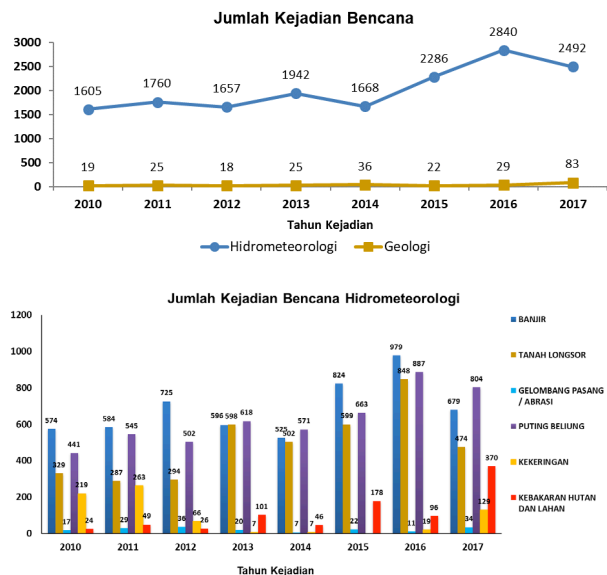 Jumlah Kejadian Bencana
3000
2500
2000
1500
1000
500
0
1605 1760 1657 1942 1668 2286 2840 2492
19 25 18 25 36 22 29 83
2010 2011 2012 2013 2014 2015 2016 2017
Tahun Kejadian
Hidrometeorologi Geologi
Jumlah Kejadian Bencana Hidrometeorologi
1200
1000
800
600
400
200
0
574 329 17 441 219 24
584 287 29 545 263 49
725 294 36 502 66 26
596 598 20 618 7 101
525 502 7 571 7 46
824 599 22 663 178
979 848 11 887 19 96
679 474 34 804 129 370
2010 2011 2012 2013 2014 2015 2016 2017
Tahun Kejadian
BANJIR
TANAH LONGSOR
GELOMBANG PASANG
/ ABRASI
PUTING BELIUNG
KEKERINGAN
KEBAKARAN HUTAN
DAN LAHAN